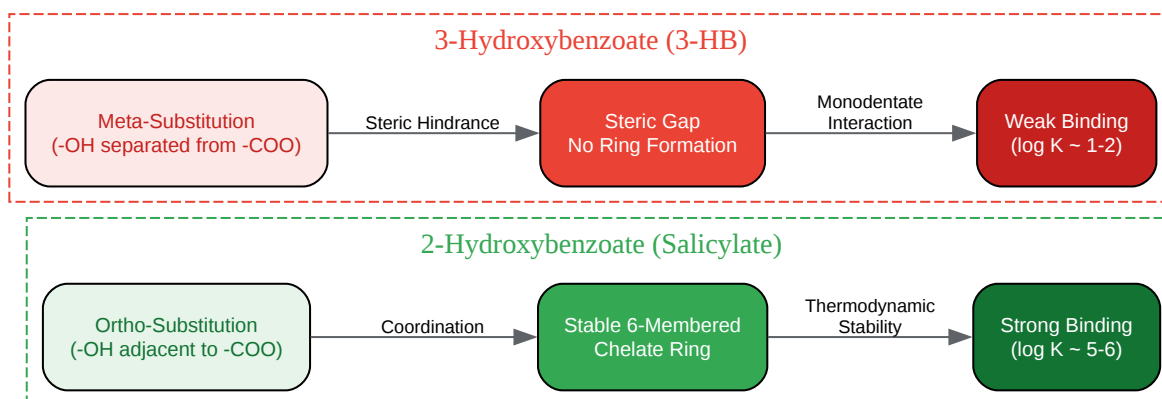 3-Hydroxybenzoate (3-HB)
Meta-Substitution
(-OH separated from -COO)
Steric Hindrance
Steric Gap
No Ring Formation
Monodentate
Interaction
Weak Binding
(log K ~ 1-2)
2-Hydroxybenzoate (Salicylate)
Ortho-Substitution
(-OH adjacent to -COO)
Coordination
Stable 6-Membered
Chelate Ring
Thermodynamic
Stability
Strong Binding
(log K ~ 5-6)